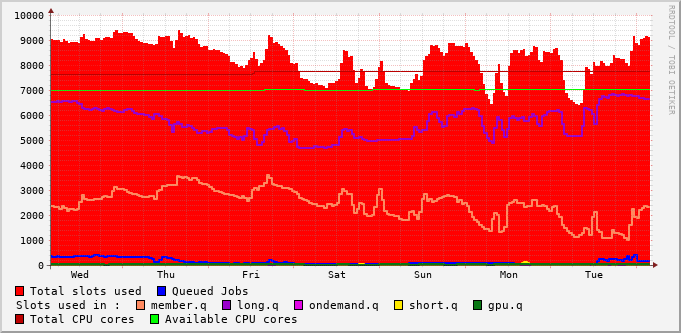 RRDTOOL / TOBI OETIKER
10000
9000
8000
7000
6000
5000
4000
3000
2000
1000
0
Wed Thu Fri Sat Sun Mon Tue
Total slots used Queued Jobs
Slots used in : member.q long.q ondemand.q short.q gpu.q
Total CPU cores Available CPU cores